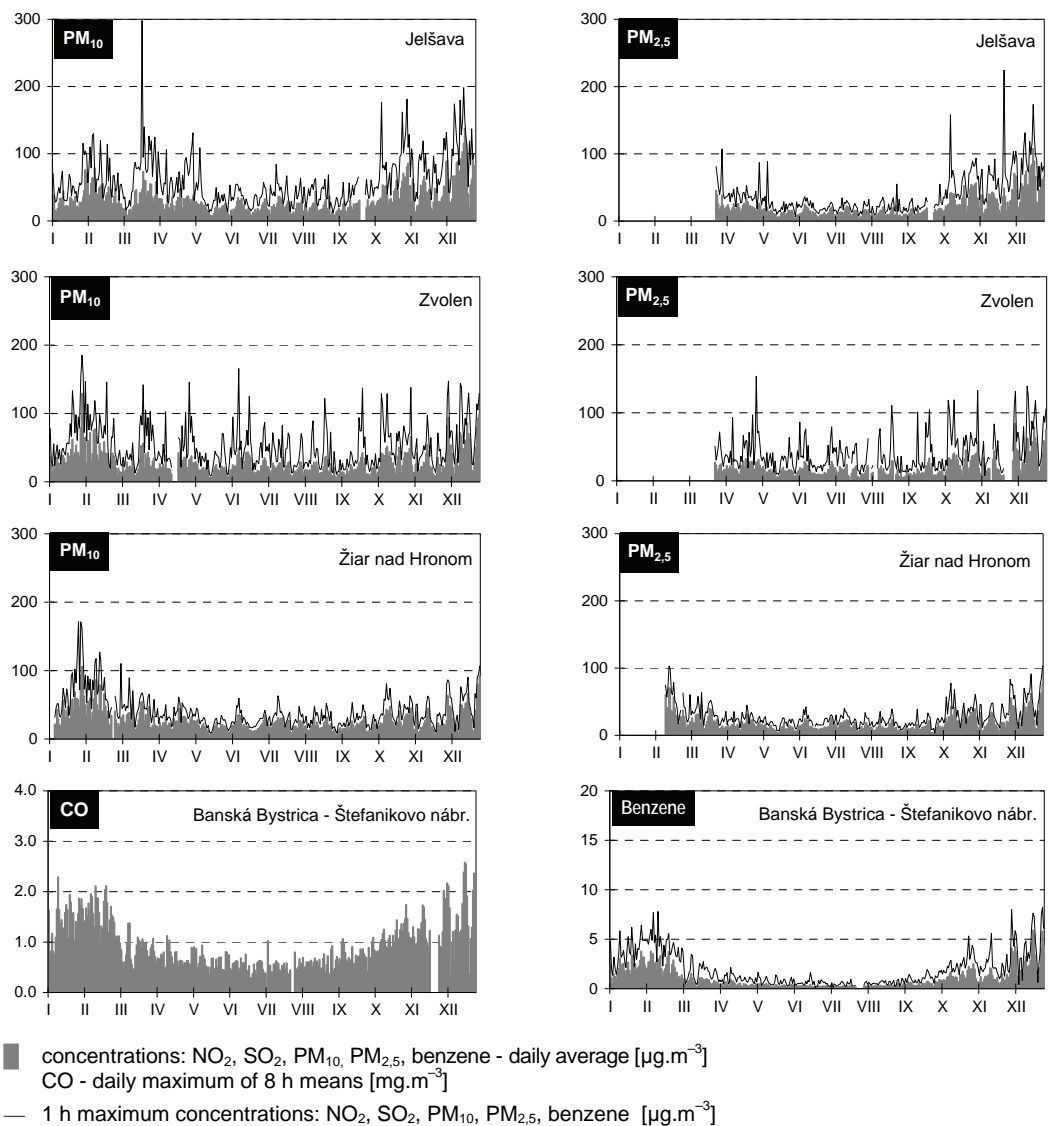 PM10 Jelšava
300
200
100
0
I II III IV V VI VII VIII IX X XI XII
PM2,5 Jelšava
300
200
100
0
I II III IV V VI VII VIII IX X XI XII
PM10 Zvolen
300
200
100
0
I II III IV V VI VII VIII IX X XI XII
PM2,5 Zvolen
300
200
100
0
I II III IV V VI VII VIII IX X XI XII
PM10 Žiar nad Hronom
300
200
100
0
I II III IV V VI VII VIII IX X XI XII
PM2,5 Žiar nad Hronom
300
200
100
0
I II III IV V VI VII VIII IX X XI XII
CO Banská Bystrica - Štefanikovo nábr.
4.0
3.0
2.0
1.0
0.0
I II III IV V VI VII VIII IX X XI XII
Benzene Banská Bystrica - Štefanikovo nábr.
20
15
10
5
0
I II III IV V VI VII VIII IX X XI XII
concentrations: NO2, SO2, PM10, PM2,5, benzene - daily average [µg.m–3]
CO - daily maximum of 8 h means [mg.m–3]
1 h maximum concentrations: NO2, SO2, PM10, PM2,5, benzene [µg.m–3]